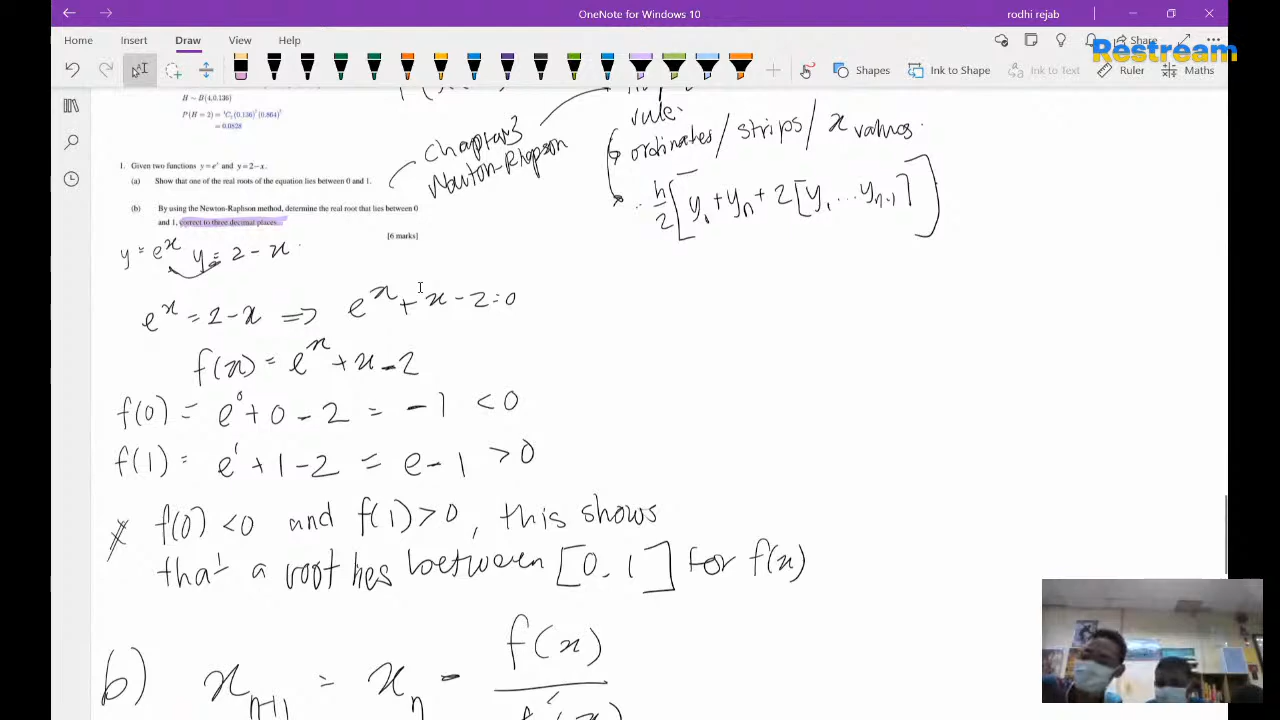 OneNote for Windows 10
rodhi rejab
Home Insert Draw View Help
Share
Restream
Shapes
Ink to Shape
Ink to Text
Ruler
Maths
H ~ B(4,0.136)
P(H = 2) = ⁴C₂(0.136)²(0.864)²
= 0.0828
rule.
ordinates/ strips/ x values.
Chapter3
Newton-Rhapson
h/2 [y₀ + yₙ + 2[y₁ ... yₙ₋₁]]
1. Given two functions y = eˣ and y = 2 - x.
(a) Show that one of the real roots of the equation lies between 0 and 1.
(b) By using the Newton-Raphson method, determine the real root that lies between 0
and 1, correct to three decimal places.
[6 marks]
y = eˣ y = 2 - x
eˣ = 2 - x ⇒ eˣ + x - 2 = 0
f(x) = eˣ + x - 2
f(0) = e⁰ + 0 - 2 = -1 < 0
f(1) = e¹ + 1 - 2 = e - 1 > 0
f(0) < 0 and f(1) > 0, this shows
that a root lies between [0, 1] for f(x)
b) xₙ₊₁ = xₙ - f(x)
f'(x)